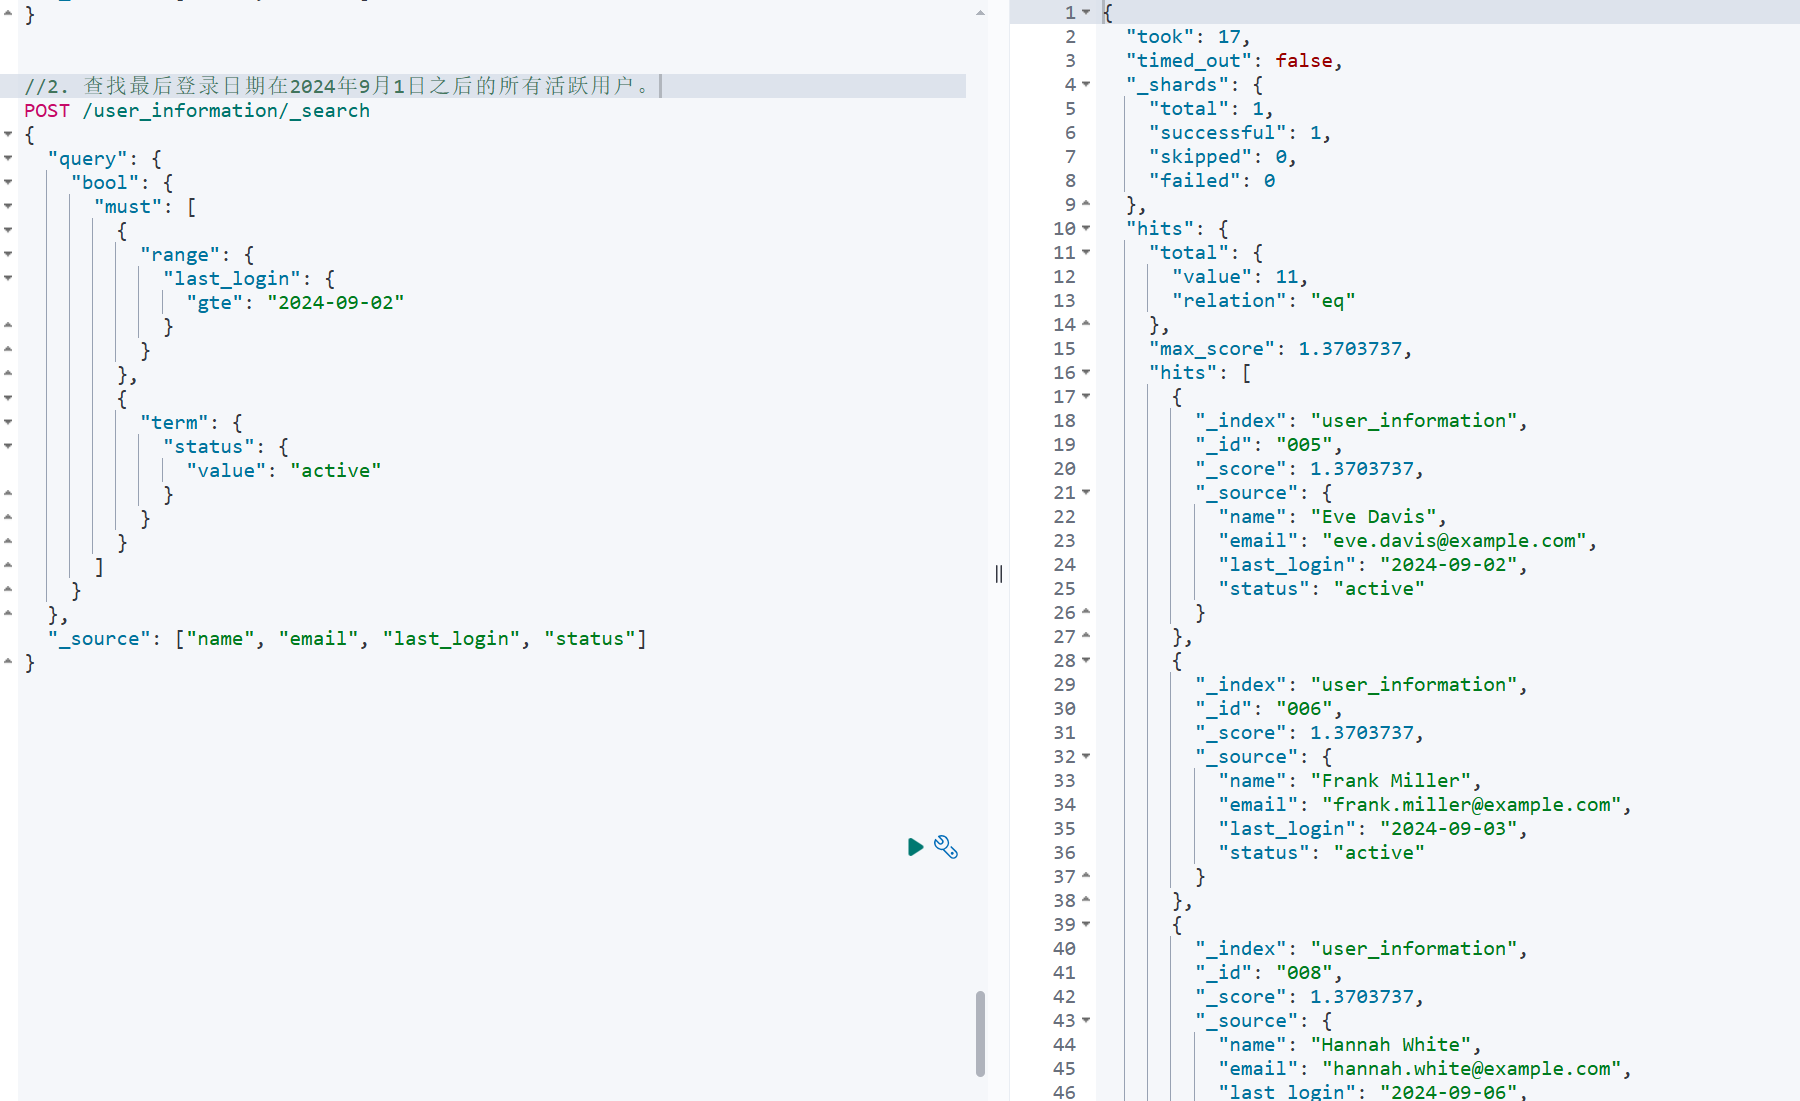 }
//2. 查找最后登录日期在2024年9月1日之后的所有活跃用户。
POST /user_information/_search
{
  "query": {
    "bool": {
      "must": [
        {
          "range": {
            "last_login": {
              "gte": "2024-09-02"
            }
          }
        },
        {
          "term": {
            "status": {
              "value": "active"
            }
          }
        }
      ]
    }
  },
  "_source": ["name", "email", "last_login", "status"]
}
1 {
2   "took": 17,
3   "timed_out": false,
4   "_shards": {
5     "total": 1,
6     "successful": 1,
7     "skipped": 0,
8     "failed": 0
9   },
10   "hits": {
11     "total": {
12       "value": 11,
13       "relation": "eq"
14     },
15     "max_score": 1.3703737,
16     "hits": [
17       {
18         "_index": "user_information",
19         "_id": "005",
20         "_score": 1.3703737,
21         "_source": {
22           "name": "Eve Davis",
23           "email": "eve.davis@example.com",
24           "last_login": "2024-09-02",
25           "status": "active"
26         }
27       },
28       {
29         "_index": "user_information",
30         "_id": "006",
31         "_score": 1.3703737,
32         "_source": {
33           "name": "Frank Miller",
34           "email": "frank.miller@example.com",
35           "last_login": "2024-09-03",
36           "status": "active"
37         }
38       },
39       {
40         "_index": "user_information",
41         "_id": "008",
42         "_score": 1.3703737,
43         "_source": {
44           "name": "Hannah White",
45           "email": "hannah.white@example.com",
46           "last_login": "2024-09-06",